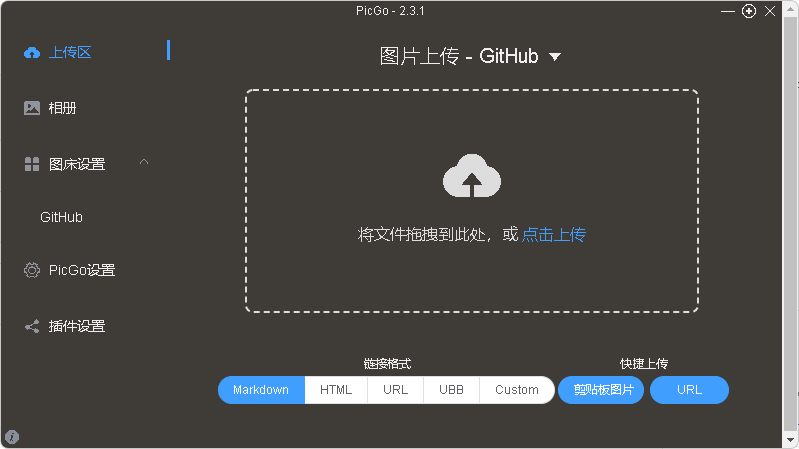 PicGo - 2.3.1
上传区
相册
图床设置
GitHub
PicGo设置
插件设置
图片上传 - GitHub
将文件拖拽到此处，或 点击上传
链接格式
Markdown HTML URL UBB Custom
快捷上传
剪贴板图片 URL